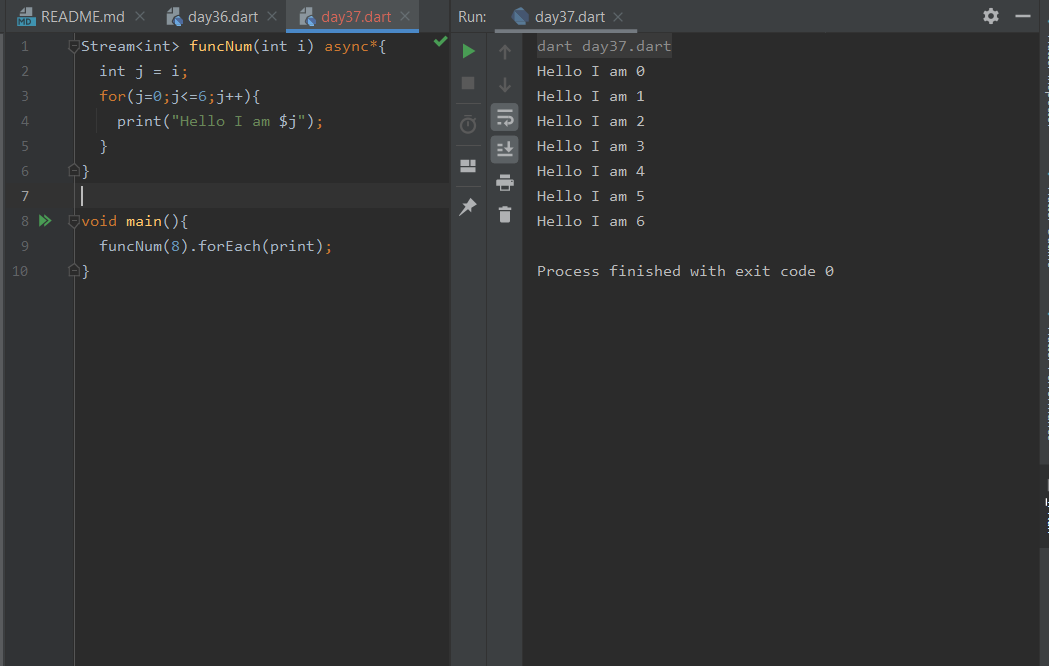 README.md day36.dart day37.dart Run: day37.dart
1 Stream<int> funcNum(int i) async*{
2 int j = i;
3 for(j=0;j<=6;j++){
4 print("Hello I am $j");
5 }
6 }
7
8 void main(){
9 funcNum(8).forEach(print);
10 }
dart day37.dart
Hello I am 0
Hello I am 1
Hello I am 2
Hello I am 3
Hello I am 4
Hello I am 5
Hello I am 6
Process finished with exit code 0